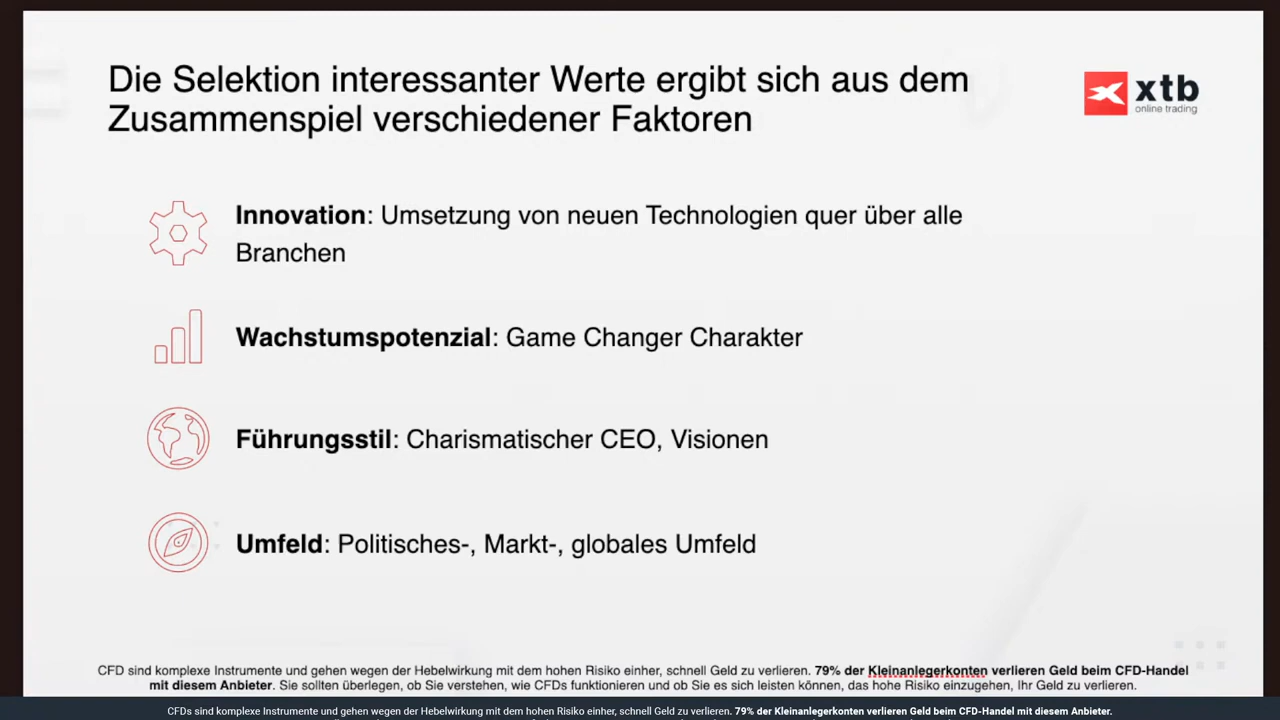 Die Selektion interessanter Werte ergibt sich aus dem
Zusammenspiel verschiedener Faktoren
xtb
online trading
Innovation: Umsetzung von neuen Technologien quer über alle
Branchen
Wachstumspotenzial: Game Changer Charakter
Führungsstil: Charismatischer CEO, Visionen
Umfeld: Politisches-, Markt-, globales Umfeld
CFD sind komplexe Instrumente und gehen wegen der Hebelwirkung mit dem hohen Risiko einher, schnell Geld zu verlieren. 79% der Kleinanlegerkonten verlieren Geld beim CFD-Handel
mit diesem Anbieter. Sie sollten überlegen, ob Sie verstehen, wie CFDs funktionieren und ob Sie es sich leisten können, das hohe Risiko einzugehen, Ihr Geld zu verlieren.
CFDs sind komplexe Instrumente und gehen wegen der Hebelwirkung mit dem hohen Risiko einher, schnell Geld zu verlieren. 79% der Kleinanlegerkonten verlieren Geld beim CFD-Handel mit diesem Anbieter.